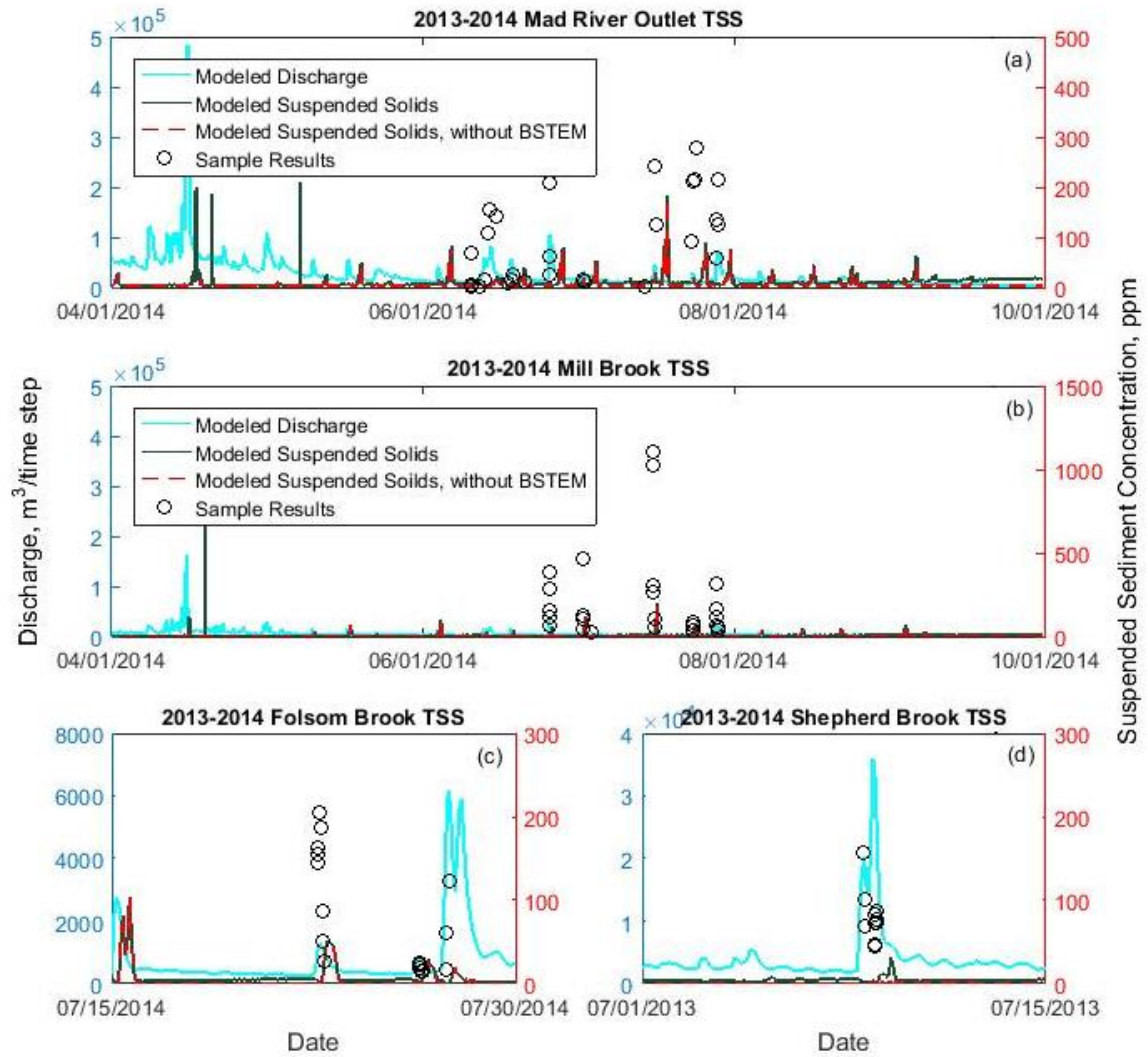 2013-2014 Mad River Outlet TSS
× 10^5
(a)
5
4
3
2
1
0
500
400
300
200
100
0
Modeled Discharge
Modeled Suspended Solids
Modeled Suspended Solids, without BSTEM
Sample Results
04/01/2014 06/01/2014 08/01/2014 10/01/2014
2013-2014 Mill Brook TSS
× 10^5
(b)
5
4
3
2
1
0
1500
1000
500
0
Modeled Discharge
Modeled Suspended Solids
Modeled Suspended Soilds, without BSTEM
Sample Results
04/01/2014 06/01/2014 08/01/2014 10/01/2014
Discharge, m^3/time step
Suspended Sediment Concentration, ppm
2013-2014 Folsom Brook TSS
(c)
8000
6000
4000
2000
0
300
200
100
0
07/15/2014 07/30/2014
Date
× 10
2013-2014 Shepherd Brook TSS
(d)
4
3
2
1
0
300
200
100
0
07/01/2013 07/15/2013
Date